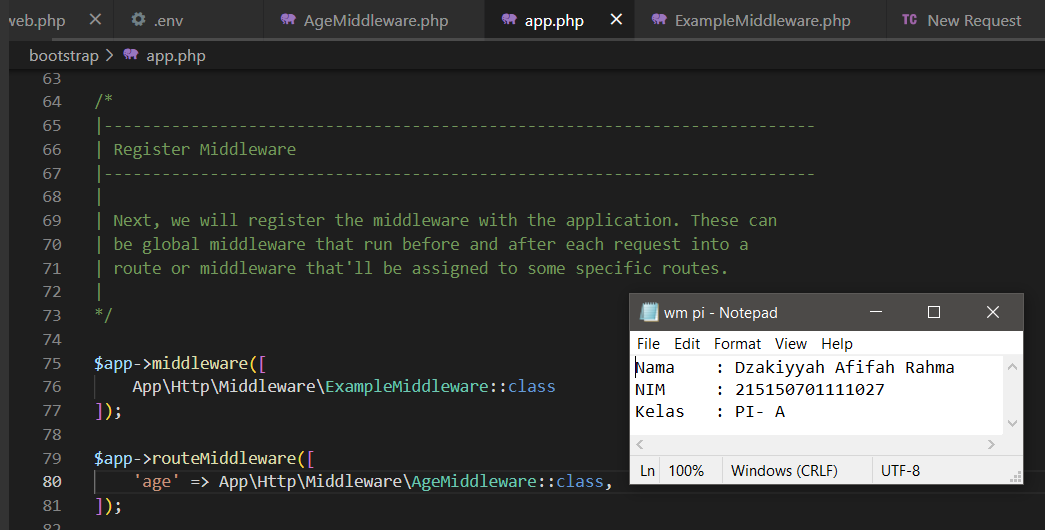 web.php
.env
AgeMiddleware.php
app.php
ExampleMiddleware.php
TC New Request
bootstrap > app.php
63
64 /*
65 |--------------------------------------------------------------------------
66 | Register Middleware
67 |--------------------------------------------------------------------------
68 |
69 | Next, we will register the middleware with the application. These can
70 | be global middleware that run before and after each request into a
71 | route or middleware that'll be assigned to some specific routes.
72 |
73 */
74
75 $app->middleware([
76 App\Http\Middleware\ExampleMiddleware::class
77 ]);
78
79 $app->routeMiddleware([
80 'age' => App\Http\Middleware\AgeMiddleware::class,
81 ]);
82
wm pi - Notepad
File Edit Format View Help
Nama : Dzakiyyah Afifah Rahma
NIM : 215150701111027
Kelas : PI- A
Ln 100% Windows (CRLF) UTF-8